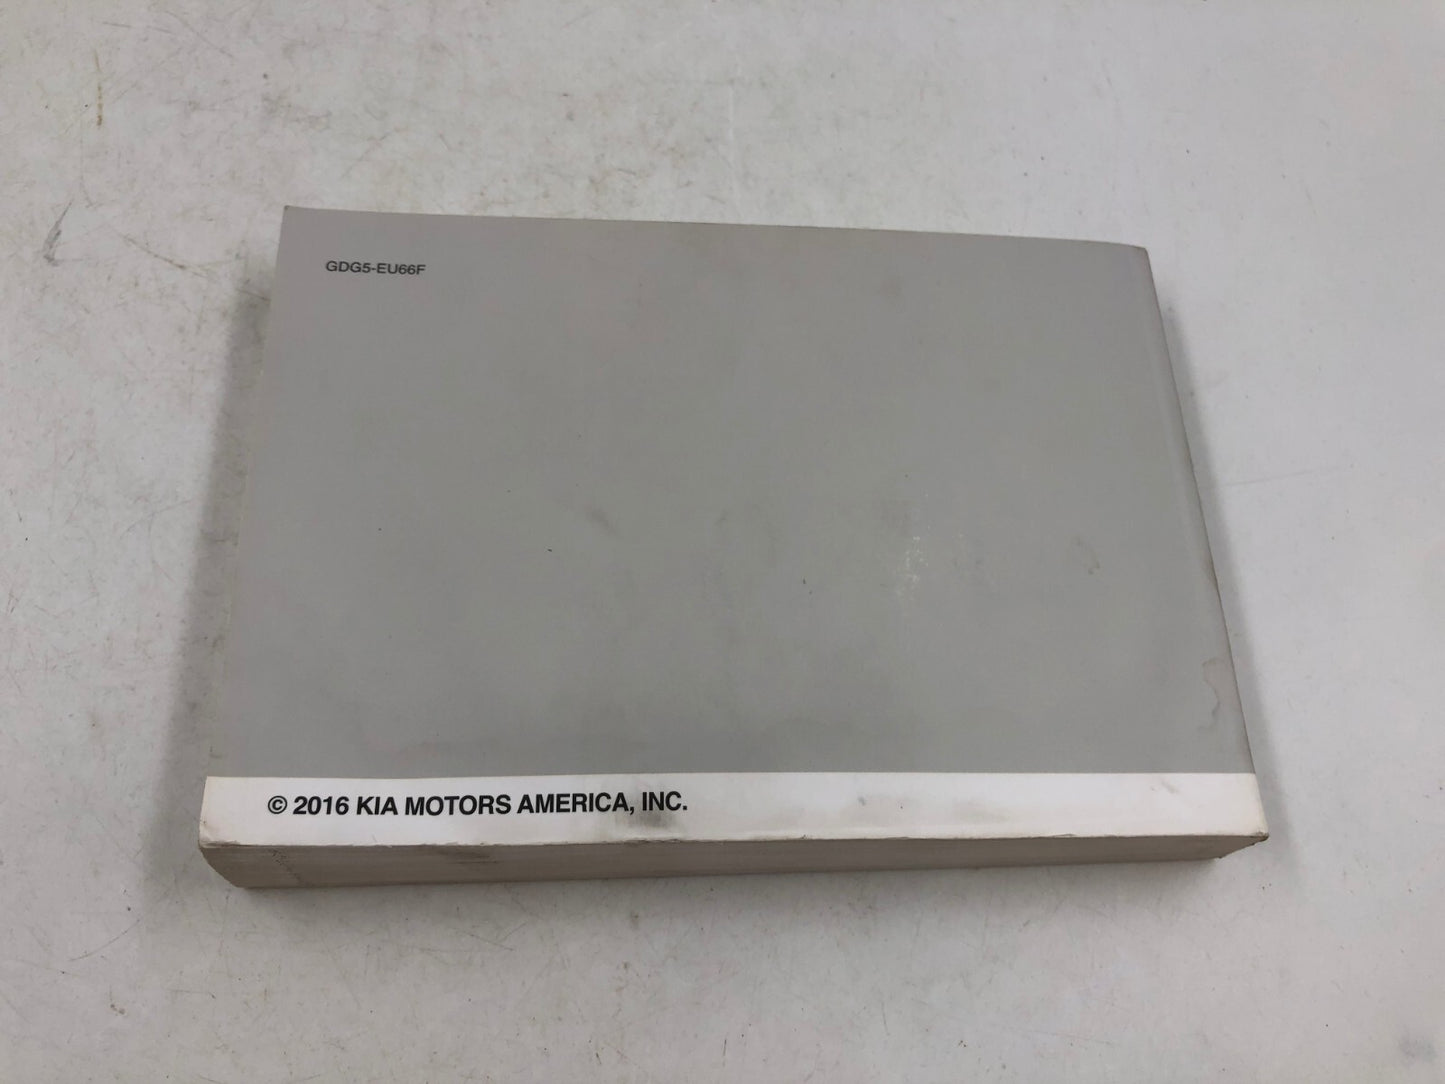 GDG5-EU66F
© 2016 KIA MOTORS AMERICA, INC.